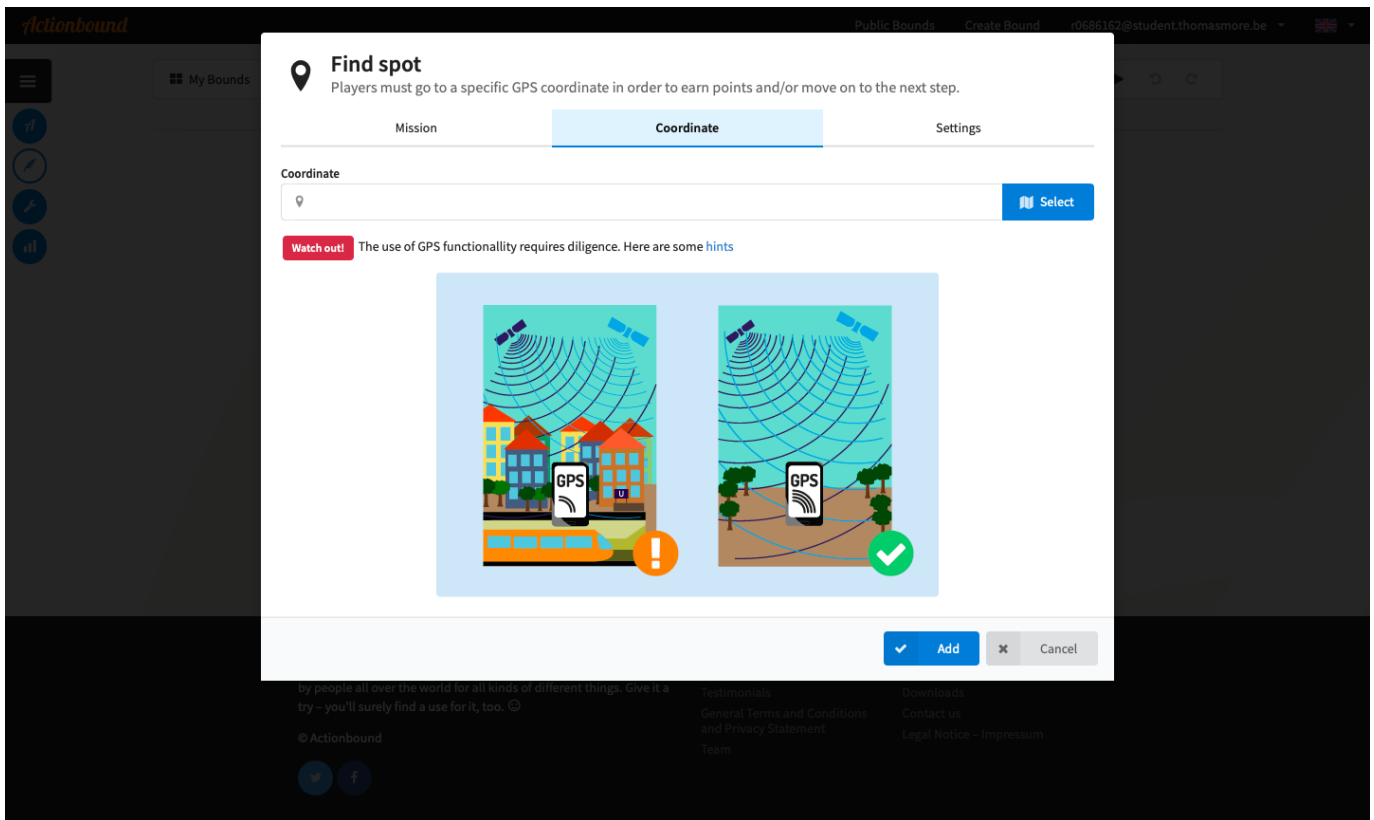 Actionbound
Public Bounds Create Bound r0686162@student.thomasmore.be
My Bounds
Find spot
Players must go to a specific GPS coordinate in order to earn points and/or move on to the next step.
Mission Coordinate Settings
Coordinate
Select
Watch out! The use of GPS functionallity requires diligence. Here are some hints
GPS
U
GPS
Add Cancel
by people all over the world for all kinds of different things. Give it a
try – you'll surely find a use for it, too.
© Actionbound
Testimonials
General Terms and Conditions
and Privacy Statement
Team
Downloads
Contact us
Legal Notice – Impressum